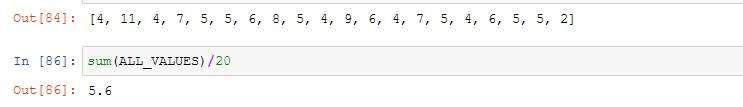 Out[84]: [4, 11, 4, 7, 5, 5, 6, 8, 5, 4, 9, 6, 4, 7, 5, 4, 6, 5, 5, 2]
In [86]: sum(ALL_VALUES)/20
Out[86]: 5.6